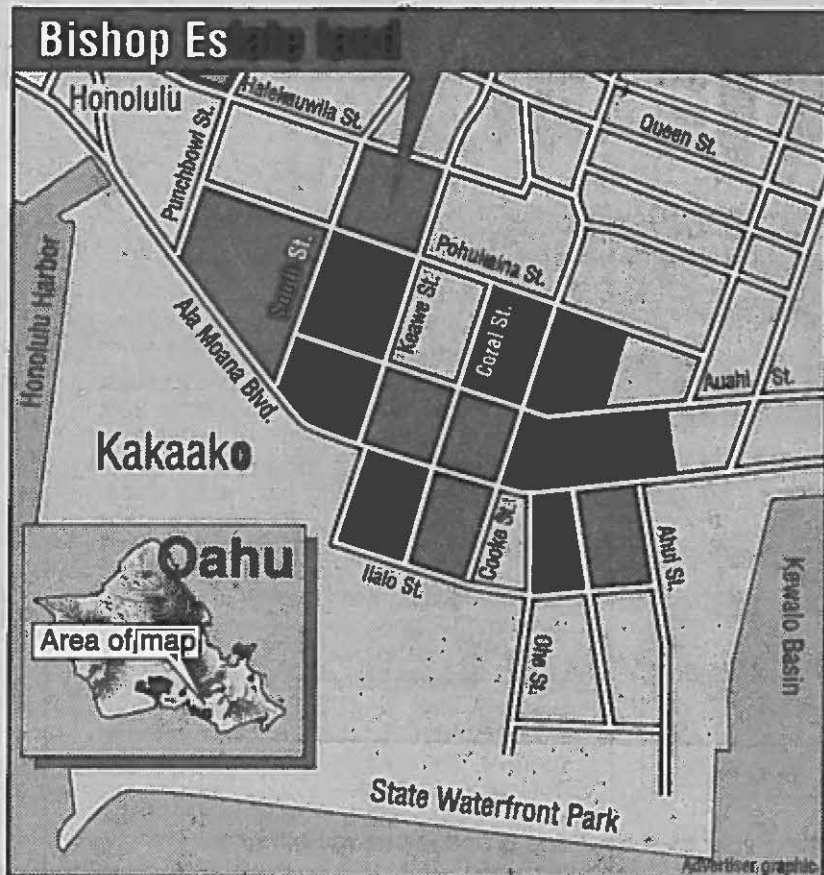 Bishop Estate land
Honolulu
Halekauwila St.
Queen St.
Punchbowl St.
South St.
Pohukaina St.
Honolulu Harbor
Keawe St.
Coral St.
Ala Moana Blvd.
Auahi St.
Kakaako
Cooke St.
Ahui St.
Oahu
Ilalo St.
Kewalo Basin
Area of map
Ohe St.
State Waterfront Park
Advertiser graphic